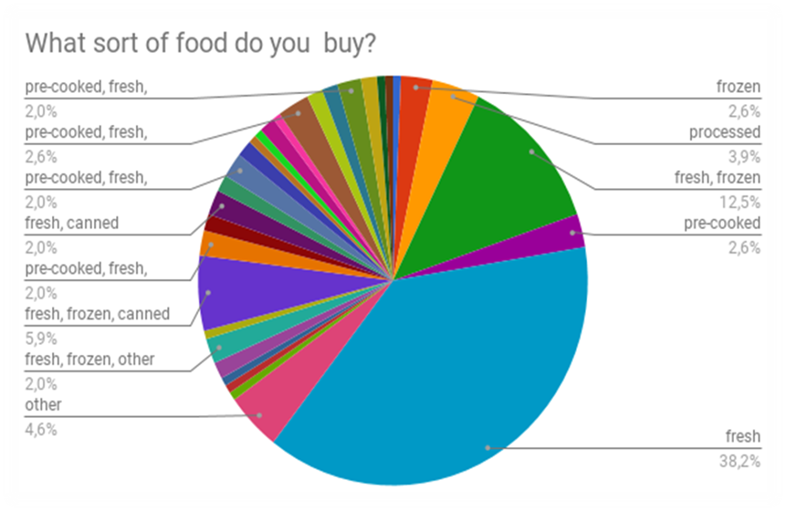 What sort of food do you  buy?
pre-cooked, fresh,
2,0%
pre-cooked, fresh,
2,6%
pre-cooked, fresh,
2,0%
fresh, canned
2,0%
pre-cooked, fresh,
2,0%
fresh, frozen, canned
5,9%
fresh, frozen, other
2,0%
other
4,6%
frozen
2,6%
processed
3,9%
fresh, frozen
12,5%
pre-cooked
2,6%
fresh
38,2%